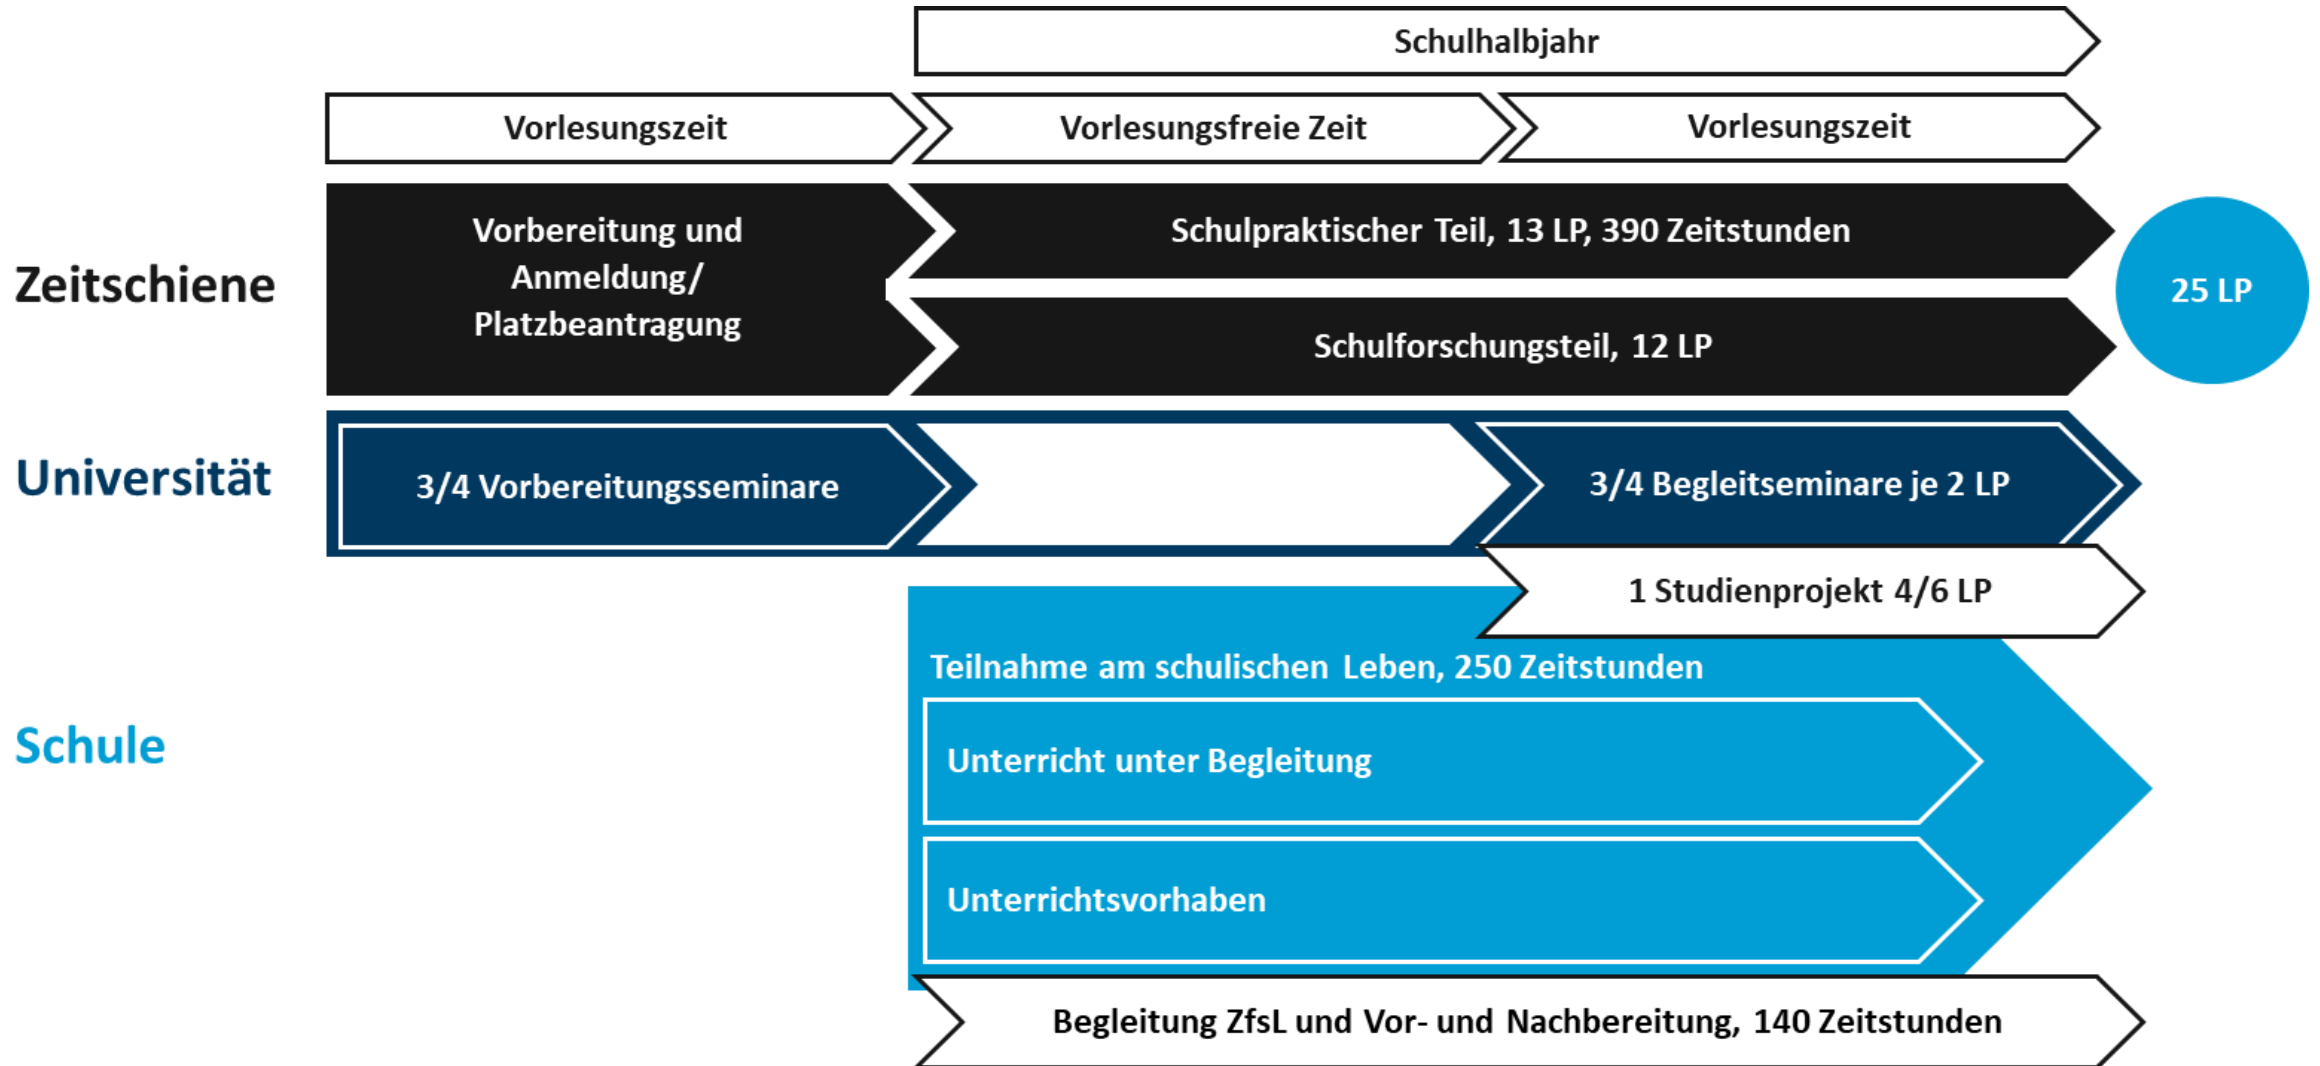 Schulhalbjahr
Vorlesungszeit
Vorlesungsfreie Zeit
Vorlesungszeit
Zeitschiene
Vorbereitung und
Anmeldung/
Platzbeantragung
Schulpraktischer Teil, 13 LP, 390 Zeitstunden
Schulforschungsteil, 12 LP
25 LP
Universität
3/4 Vorbereitungsseminare
3/4 Begleitseminare je 2 LP
1 Studienprojekt 4/6 LP
Schule
Teilnahme am schulischen Leben, 250 Zeitstunden
Unterricht unter Begleitung
Unterrichtsvorhaben
Begleitung ZfsL und Vor- und Nachbereitung, 140 Zeitstunden